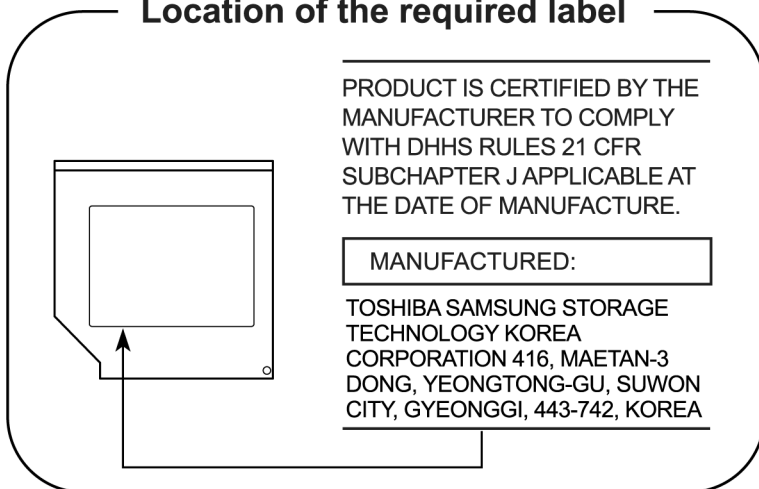 Location of the required label
PRODUCT IS CERTIFIED BY THE
MANUFACTURER TO COMPLY
WITH DHHS RULES 21 CFR
SUBCHAPTER J APPLICABLE AT
THE DATE OF MANUFACTURE.
MANUFACTURED:
TOSHIBA SAMSUNG STORAGE
TECHNOLOGY KOREA
CORPORATION 416, MAETAN-3
DONG, YEONGTONG-GU, SUWON
CITY, GYEONGGI, 443-742, KOREA